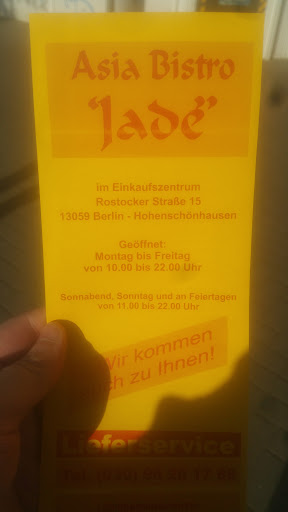 Asia Bistro
"Jade"
im Einkaufszentrum
Rostocker Straße 15
13059 Berlin - Hohenschönhausen
Geöffnet:
Montag bis Freitag
von 10.00 bis 22.00 Uhr
Sonnabend, Sonntag und an Feiertagen
von 11.00 bis 22.00 Uhr
Wir kommen
zu Ihnen!
Lieferservice
Tel. (030)